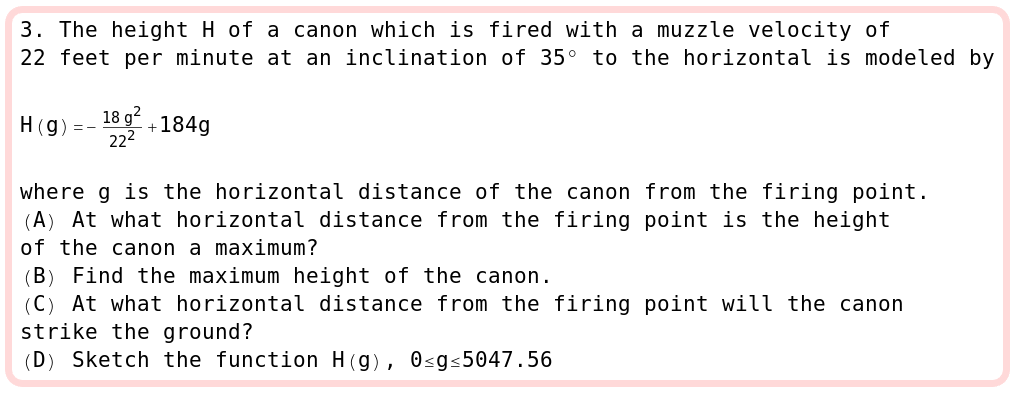 3. The height H of a canon which is fired with a muzzle velocity of
22 feet per minute at an inclination of 35° to the horizontal is modeled by
H(g)=-\frac{18 g^2}{22^2}+184g
where g is the horizontal distance of the canon from the firing point.
(A) At what horizontal distance from the firing point is the height
of the canon a maximum?
(B) Find the maximum height of the canon.
(C) At what horizontal distance from the firing point will the canon
strike the ground?
(D) Sketch the function H(g), 0≤g≤5047.56